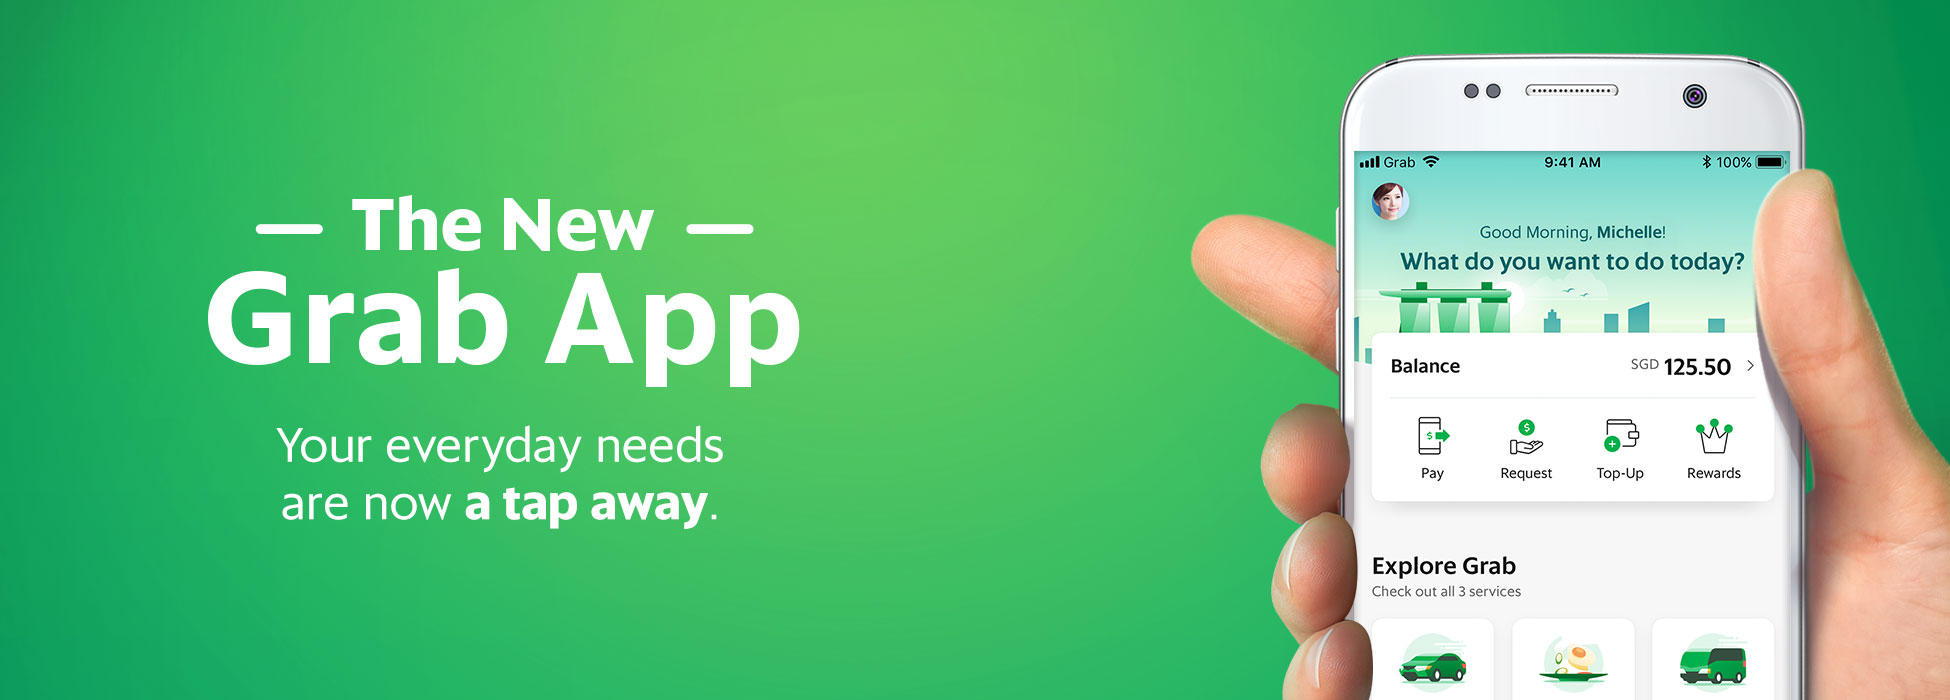 — The New —
Grab App
Your everyday needs
are now a tap away.
Grab 9:41 AM 100%
Good Morning, Michelle!
What do you want to do today?
Balance SGD 125.50 >
Pay Request Top-Up Rewards
Explore Grab
Check out all 3 services